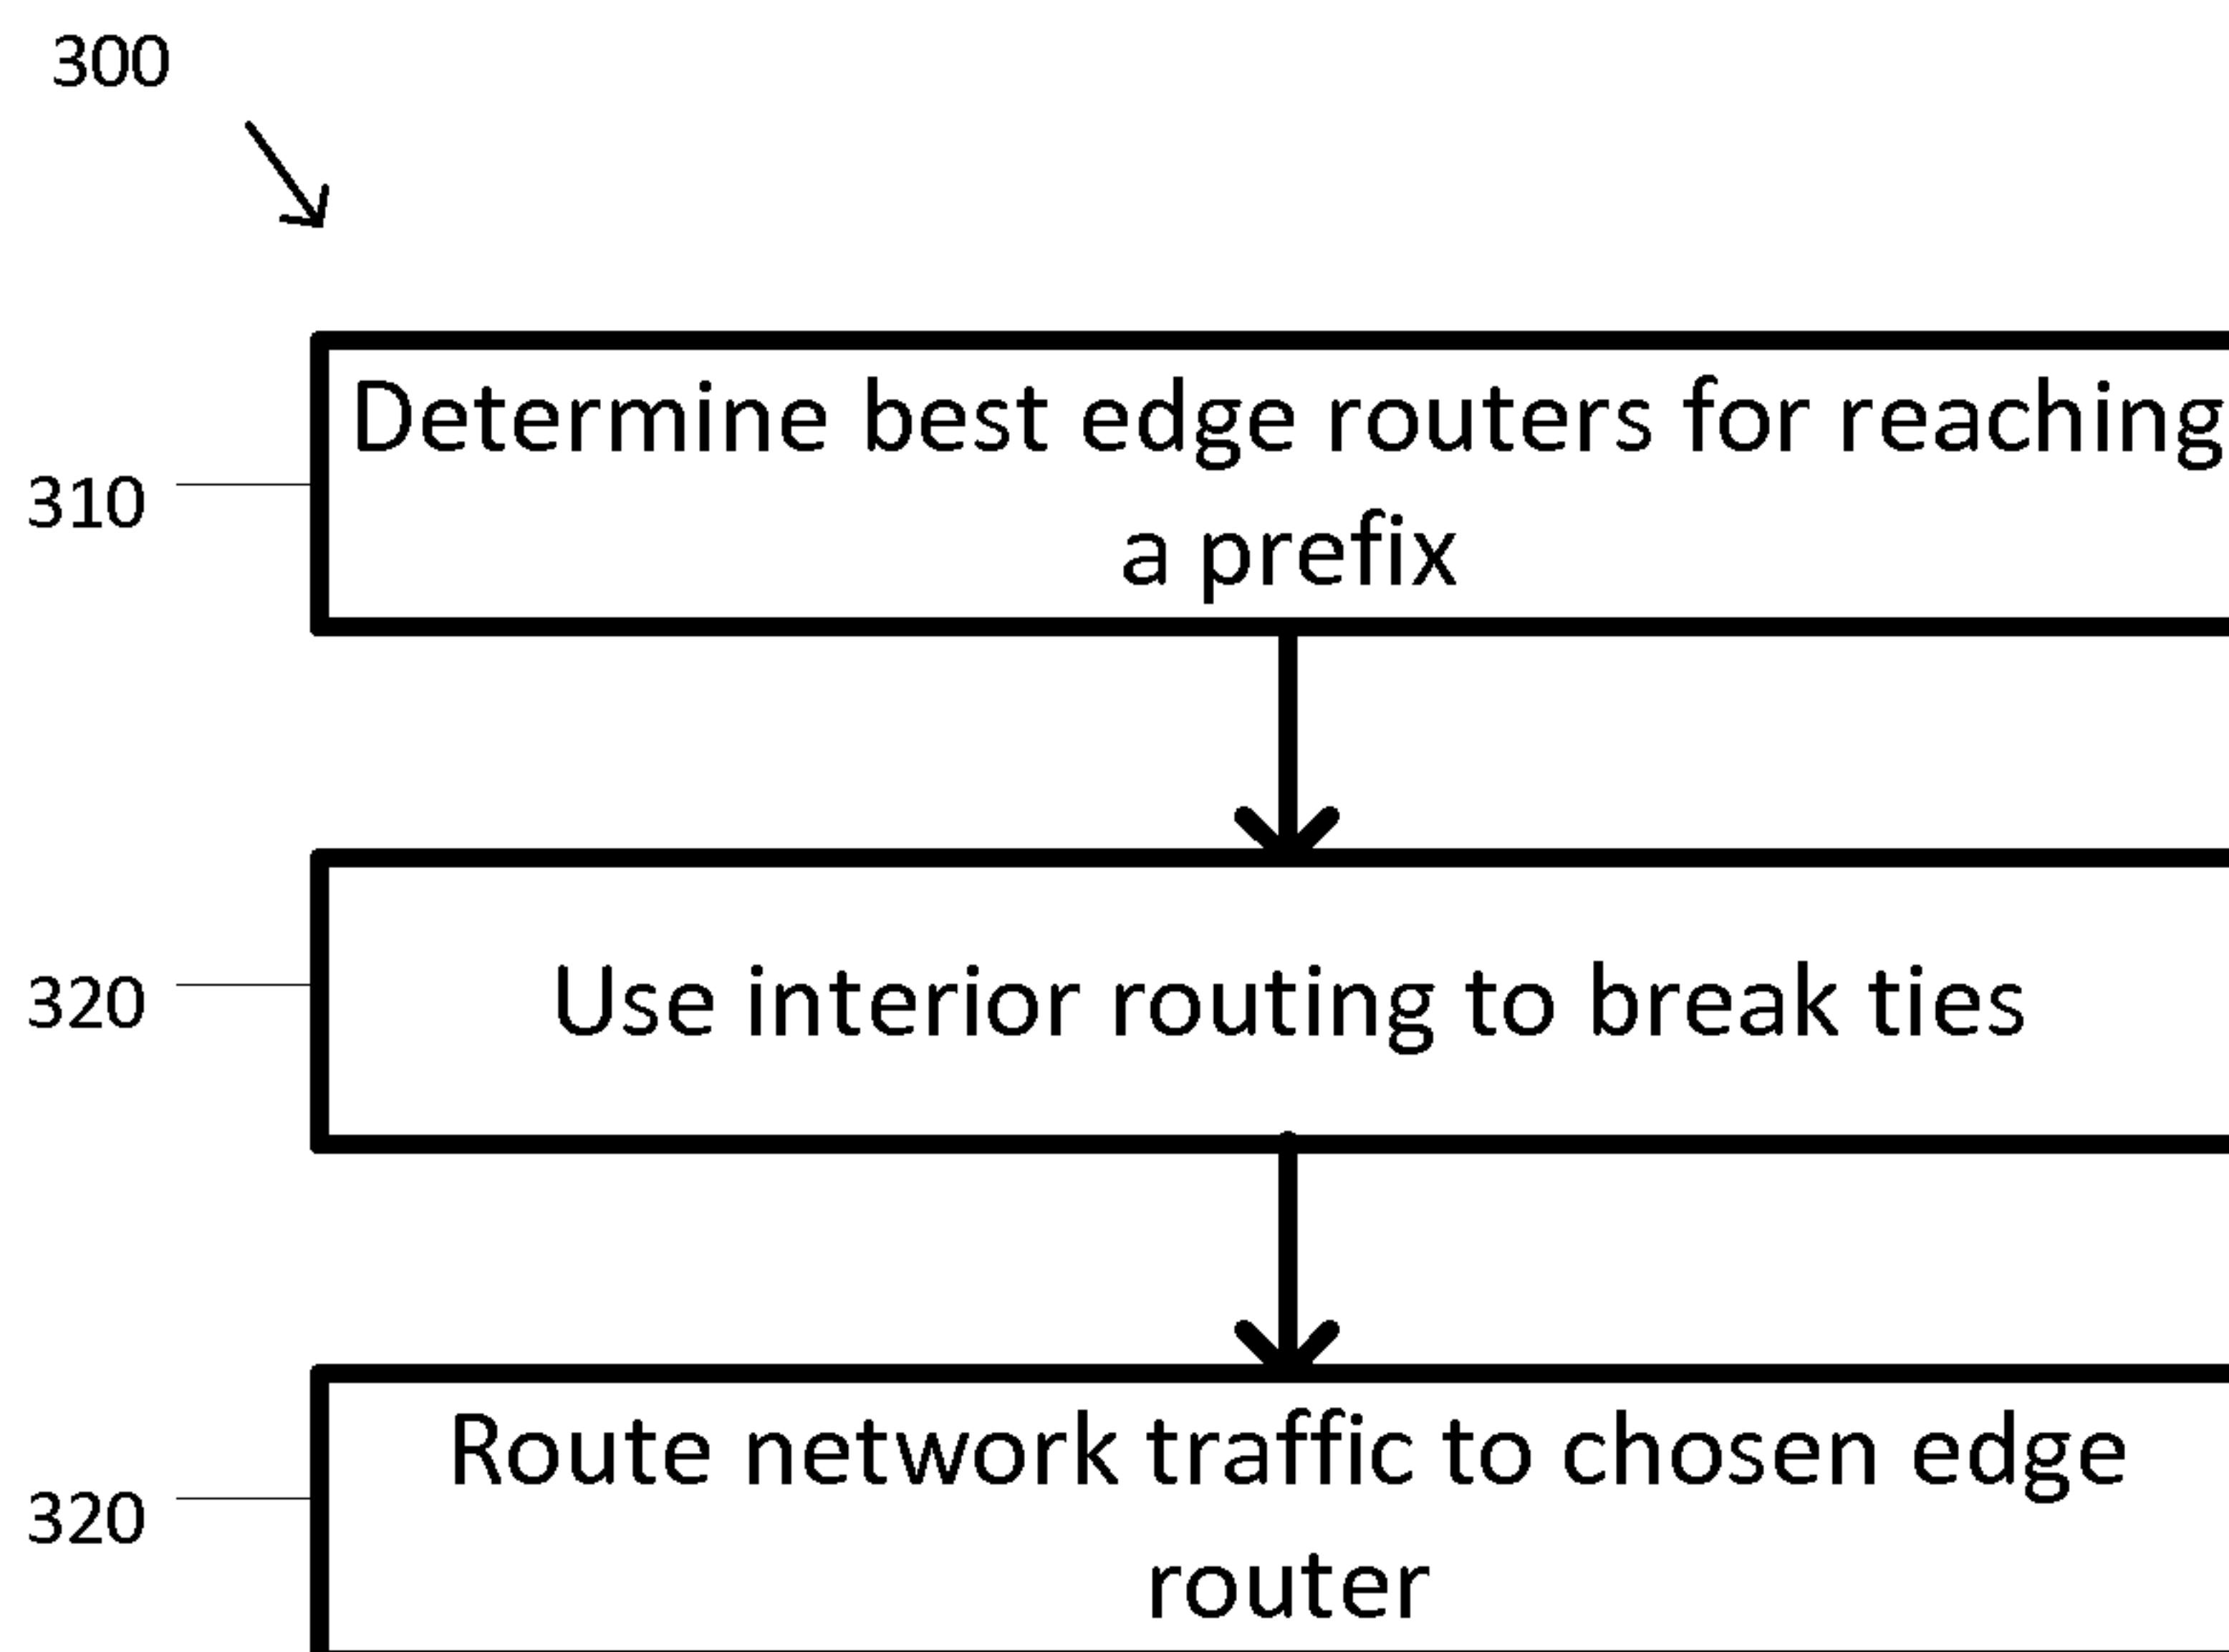 300
310
Determine best edge routers for reaching
a prefix
320
Use interior routing to break ties
320
Route network traffic to chosen edge
router